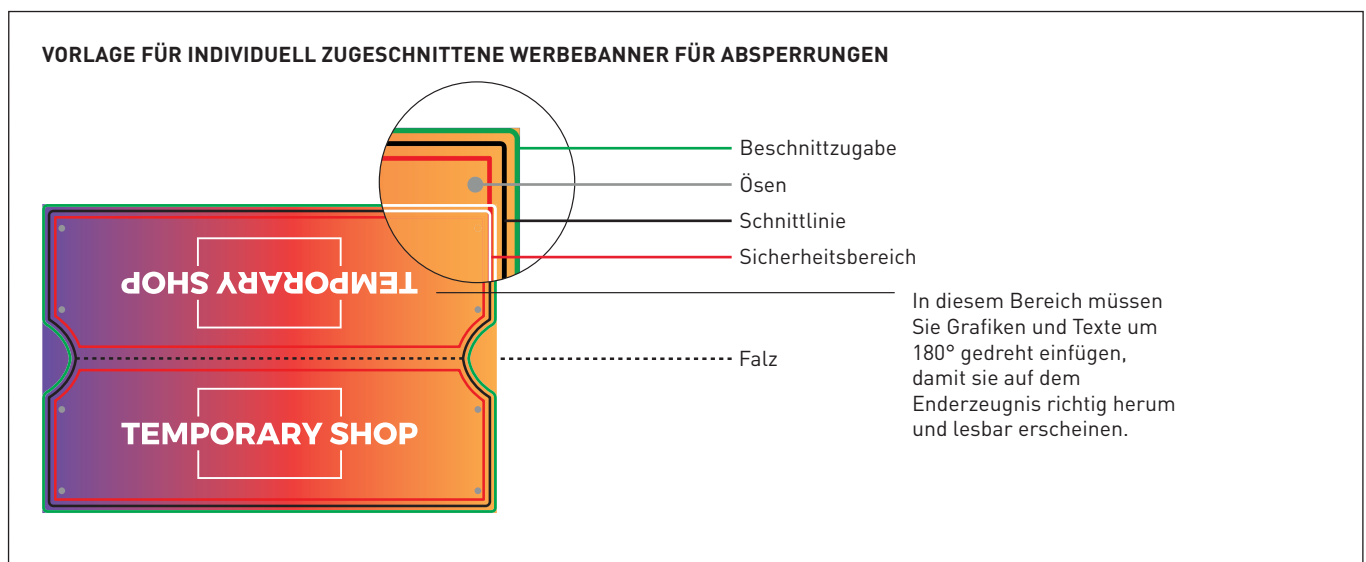 VORLAGE FÜR INDIVIDUELL ZUGESCHNITTENE WERBEBANNER FÜR ABSPERRUNGEN
Beschnittzugabe
Ösen
Schnittlinie
Sicherheitsbereich
TEMPORARY SHOP
In diesem Bereich müssen
Sie Grafiken und Texte um
180° gedreht einfügen,
damit sie auf dem
Enderzeugnis richtig herum
und lesbar erscheinen.
Falz
TEMPORARY SHOP